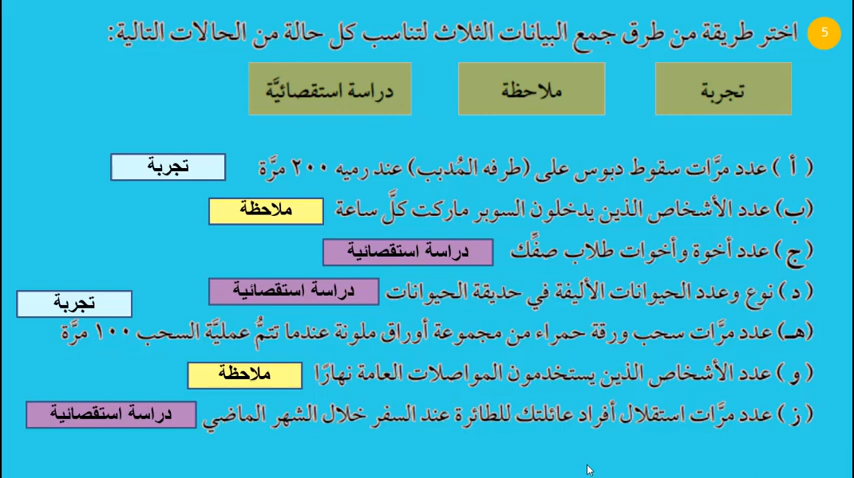 5 اختر طريقة من طرق جمع البيانات الثلاث لتناسب كل حالة من الحالات التالية:
تجربة ملاحظة دراسة استقصائيَّة
( أ ) عدد مرَّات سقوط دبوس على (طرفه المُدبب) عند رميه ٢٠٠ مرَّة تجربة
(ب) عدد الأشخاص الذين يدخلون السوبر ماركت كلَّ ساعة ملاحظة
(ج) عدد أخوة وأخوات طلاب صفِّك دراسة استقصائية
(د) نوع وعدد الحيوانات الأليفة في حديقة الحيوانات دراسة استقصائية
تجربة
(هـ) عدد مرَّات سحب ورقة حمراء من مجموعة أوراق ملونة عندما تتمُّ عمليَّة السحب ١٠٠ مرَّة
(و) عدد الأشخاص الذين يستخدمون المواصلات العامة نهارًا ملاحظة
(ز) عدد مرَّات استقلال أفراد عائلتك للطائرة عند السفر خلال الشهر الماضي دراسة استقصائية